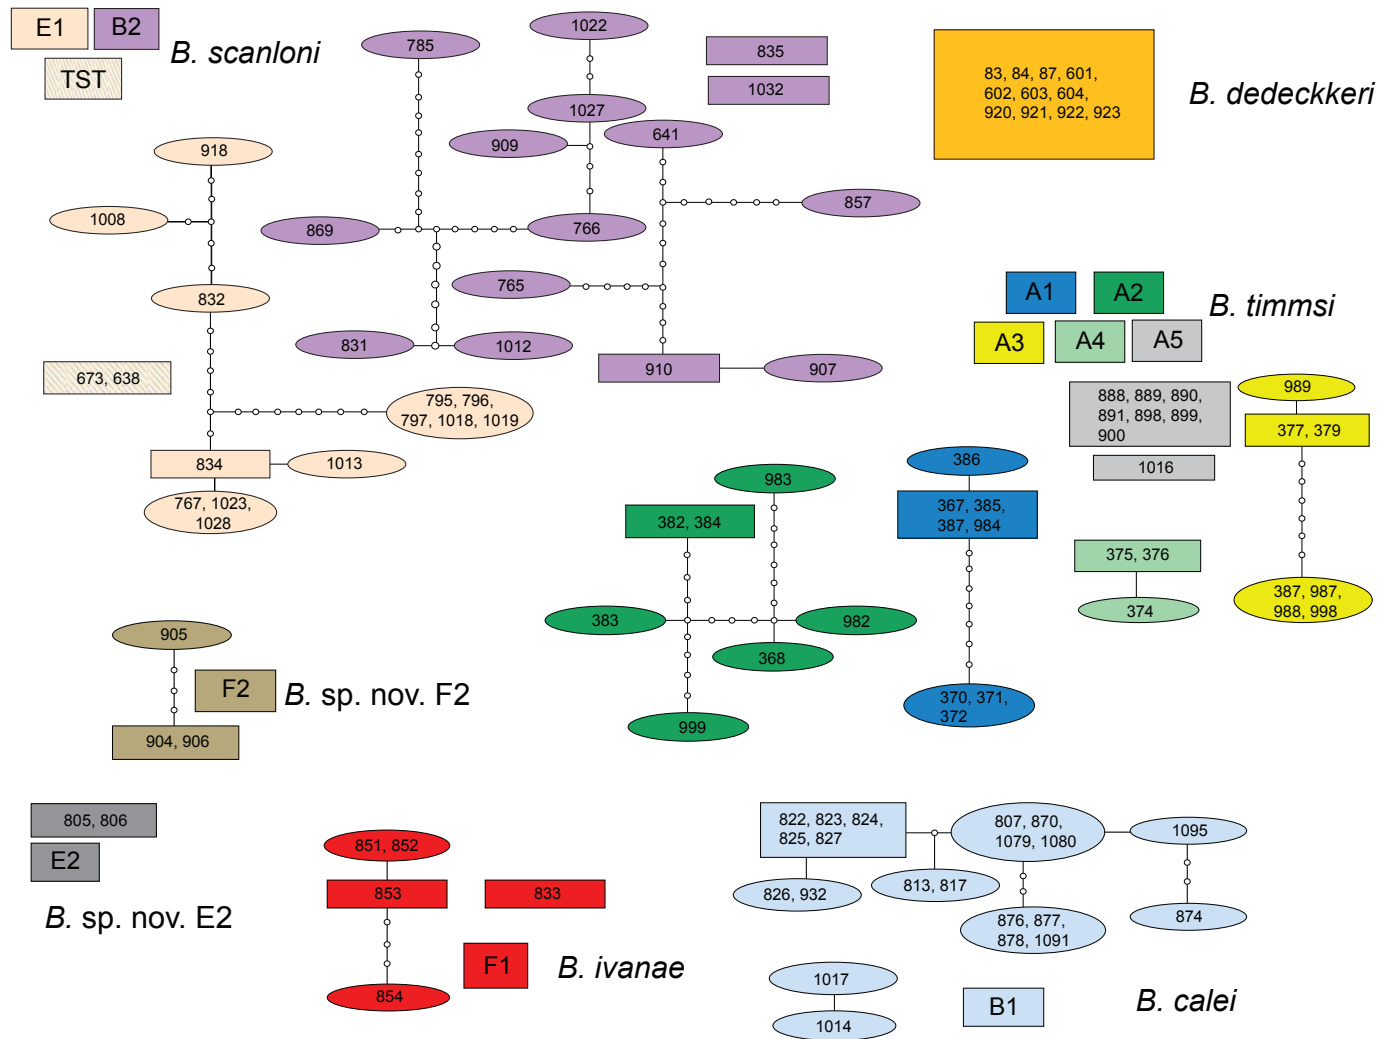 E1
B2
B. scanloni
TST
785
1022
835
1032
1027
909
641
918
1008
869
766
857
832
765
831
1012
673, 638
910
907
795, 796,
797, 1018, 1019
834
1013
767, 1023,
1028
83, 84, 87, 601,
602, 603, 604,
920, 921, 922, 923
B. dedeckkeri
A1
A2
B. timmsi
A3
A4
A5
888, 889, 890,
891, 898, 899,
900
1016
989
377, 379
375, 376
374
387, 987,
988, 998
386
367, 385,
387, 984
370, 371,
372
983
382, 384
383
982
368
999
905
F2
B. sp. nov. F2
904, 906
805, 806
E2
B. sp. nov. E2
851, 852
853
833
F1
B. ivanae
854
822, 823, 824,
825, 827
807, 870,
1079, 1080
1095
826, 932
813, 817
876, 877,
878, 1091
874
1017
1014
B1
B. calei